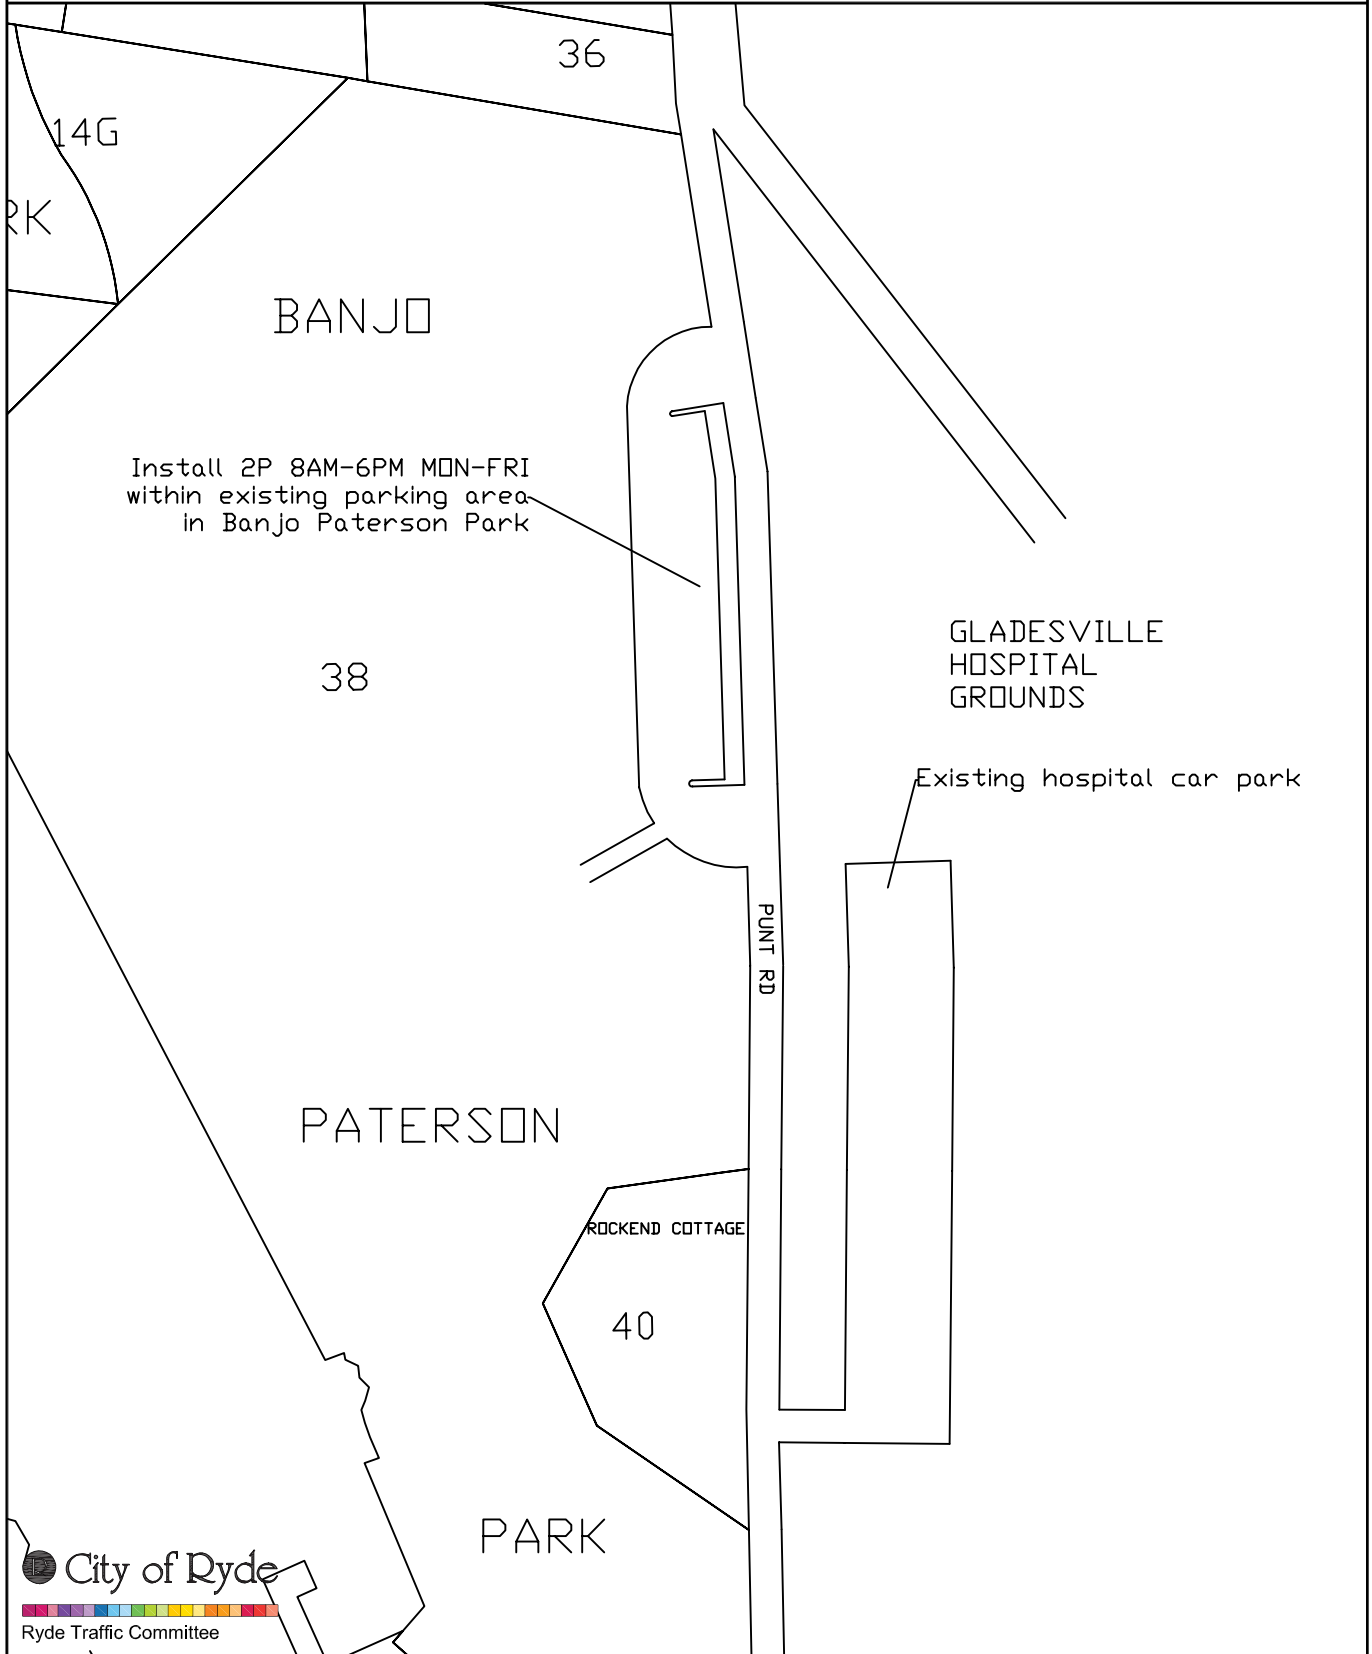 36
14G
RK
BANJO
Install 2P 8AM-6PM MON-FRI
within existing parking area
in Banjo Paterson Park
GLADESVILLE
HOSPITAL
GROUNDS
38
Existing hospital car park
PUNT RD
PATERSON
ROCKEND COTTAGE
40
PARK
City of Ryde
Ryde Traffic Committee